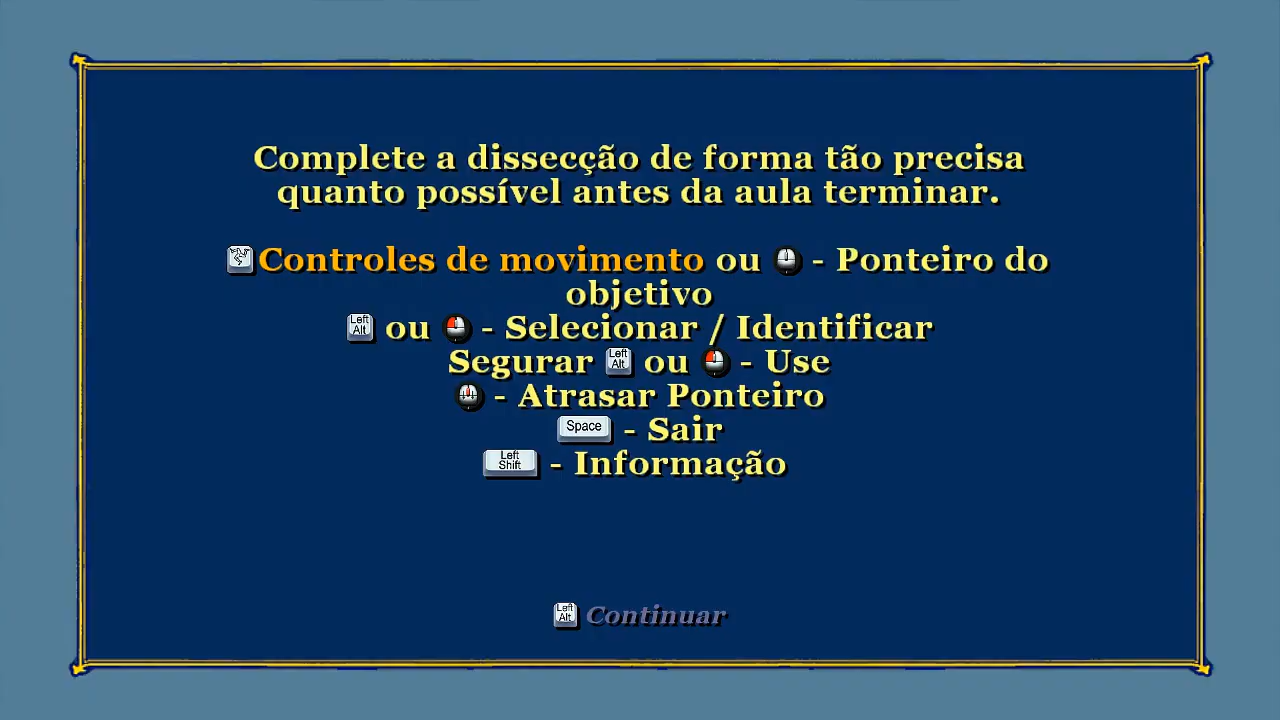 Complete a dissecção de forma tão precisa
quanto possível antes da aula terminar.
Controles de movimento ou - Ponteiro do
objetivo
Left Alt ou - Selecionar / Identificar
Segurar Left Alt ou - Use
- Atrasar Ponteiro
Space - Sair
Left Shift - Informação
Left Alt Continuar